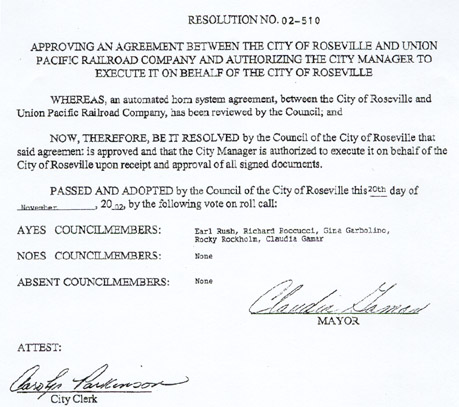 RESOLUTION NO. 02-510
APPROVING AN AGREEMENT BETWEEN THE CITY OF ROSEVILLE AND UNION
PACIFIC RAILROAD COMPANY AND AUTHORIZING THE CITY MANAGER TO
EXECUTE IT ON BEHALF OF THE CITY OF ROSEVILLE
WHEREAS, an automated horn system agreement, between the City of Roseville and
Union Pacific Railroad Company, has been reviewed by the Council; and
NOW, THEREFORE, BE IT RESOLVED by the Council of the City of Roseville that
said agreement is approved and that the City Manager is authorized to execute it on behalf of the
City of Roseville upon receipt and approval of all signed documents.
PASSED AND ADOPTED by the Council of the City of Roseville this 20th day of
November, 20 02, by the following vote on roll call:
AYES COUNCILMEMBERS: Earl Rush, Richard Roccucci, Gina Garbolino,
Rocky Rockholm, Claudia Gamar
NOES COUNCILMEMBERS: None
ABSENT COUNCILMEMBERS: None
Claudia Gamar
MAYOR
ATTEST:
Carolyn Parkinson
City Clerk